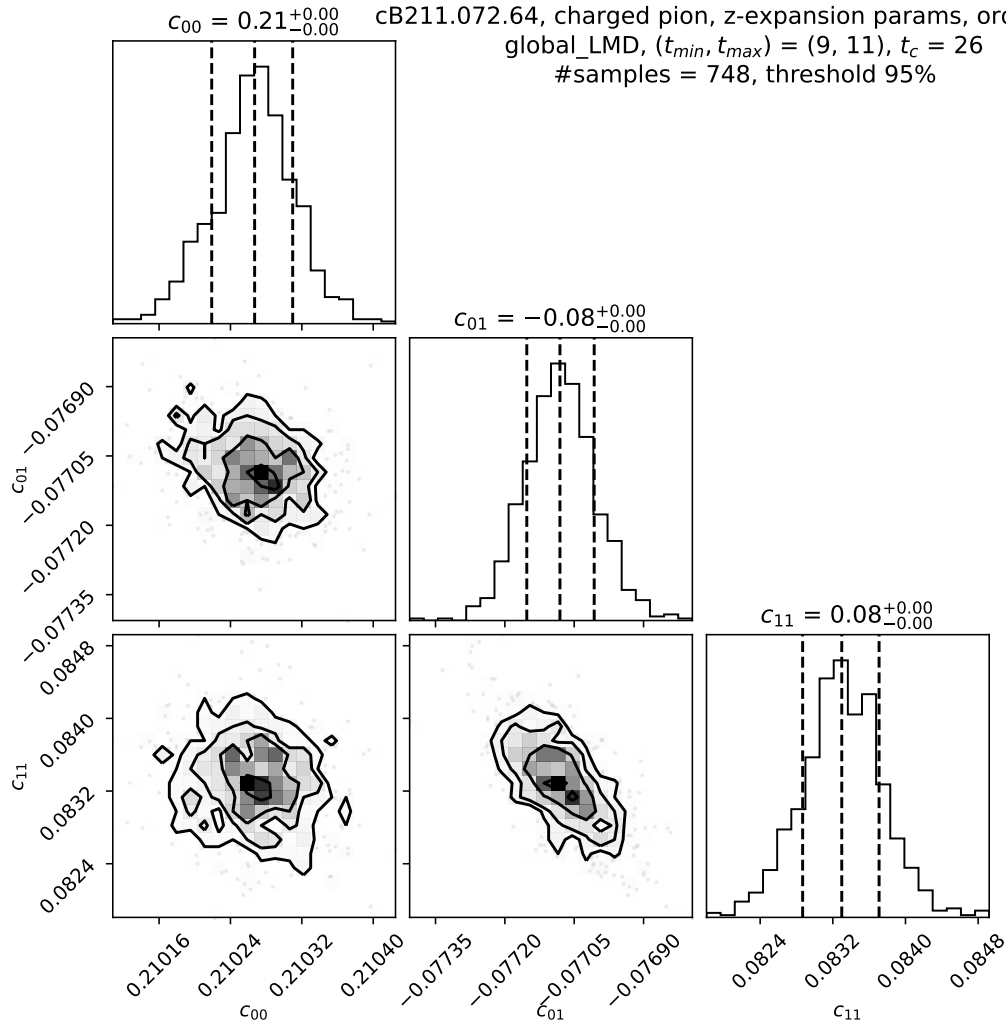 c₀₀ = 0.21⁺⁰·⁰⁰₋₀.₀₀
cB211.072.64, charged pion, z-expansion params,
global_LMD, (tₘᵢₙ, tₘₐₓ) = (9, 11), t_c = 26
#samples = 748, threshold 95%
c₀₁ = −0.08⁺⁰·⁰⁰₋₀.₀₀
c₀₁
−0.07690
−0.07705
−0.07720
−0.07735
c₁₁ = 0.08⁺⁰·⁰⁰₋₀.₀₀
c₁₁
0.0848
0.0840
0.0832
0.0824
0.21016 0.21024 0.21032 0.21040
c₀₀
−0.07735 −0.07720 −0.07705 −0.07690
c₀₁
0.0824 0.0832 0.0840 0.0848
c₁₁